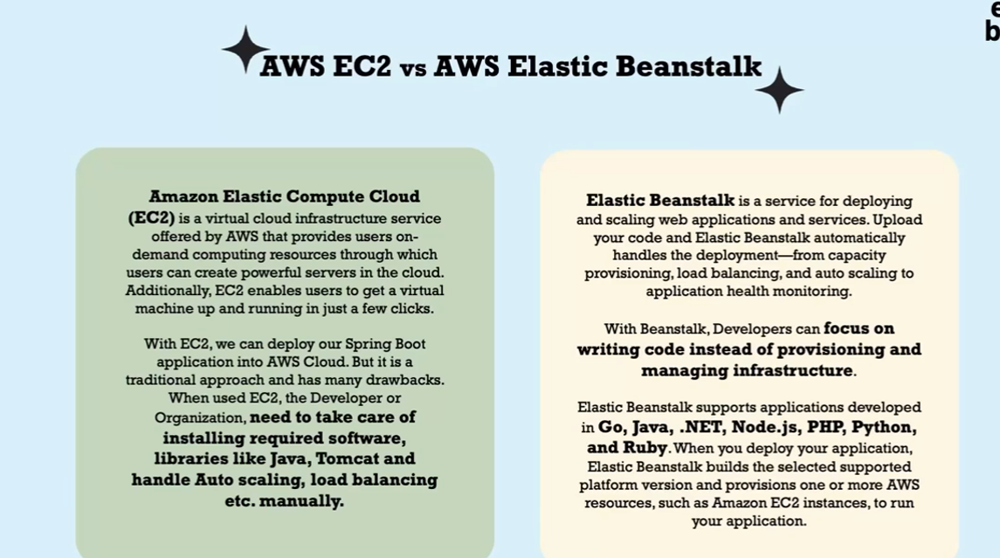 e
b
AWS EC2 vs AWS Elastic Beanstalk
Amazon Elastic Compute Cloud
(EC2) is a virtual cloud infrastructure service
offered by AWS that provides users on-
demand computing resources through which
users can create powerful servers in the cloud.
Additionally, EC2 enables users to get a virtual
machine up and running in just a few clicks.
With EC2, we can deploy our Spring Boot
application into AWS Cloud. But it is a
traditional approach and has many drawbacks.
When used EC2, the Developer or
Organization, need to take care of
installing required software,
libraries like Java, Tomcat and
handle Auto scaling, load balancing
etc. manually.
Elastic Beanstalk is a service for deploying
and scaling web applications and services. Upload
your code and Elastic Beanstalk automatically
handles the deployment—from capacity
provisioning, load balancing, and auto scaling to
application health monitoring.
With Beanstalk, Developers can focus on
writing code instead of provisioning and
managing infrastructure.
Elastic Beanstalk supports applications developed
in Go, Java, .NET, Node.js, PHP, Python,
and Ruby. When you deploy your application,
Elastic Beanstalk builds the selected supported
platform version and provisions one or more AWS
resources, such as Amazon EC2 instances, to run
your application.